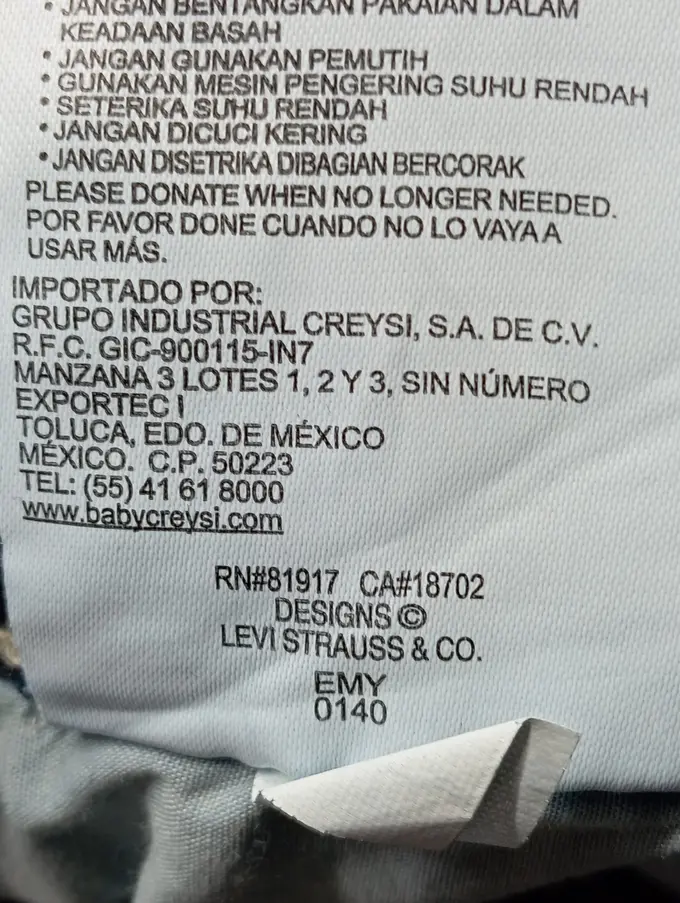 • JANGAN BENTANGKAN PAKAIAN DALAM
KEADAAN BASAH
• JANGAN GUNAKAN PEMUTIH
• GUNAKAN MESIN PENGERING SUHU RENDAH
• SETERIKA SUHU RENDAH
• JANGAN DICUCI KERING
• JANGAN DISETRIKA DIBAGIAN BERCORAK
PLEASE DONATE WHEN NO LONGER NEEDED.
POR FAVOR DONE CUANDO NO LO VAYA A
USAR MÁS.
IMPORTADO POR:
GRUPO INDUSTRIAL CREYSI, S.A. DE C.V.
R.F.C. GIC-900115-IN7
MANZANA 3 LOTES 1, 2 Y 3, SIN NÚMERO
EXPORTEC I
TOLUCA, EDO. DE MÉXICO
MÉXICO. C.P. 50223
TEL: (55) 41 61 8000
www.babycreysi.com
RN#81917 CA#18702
DESIGNS ©
LEVI STRAUSS & CO.
EMY
0140